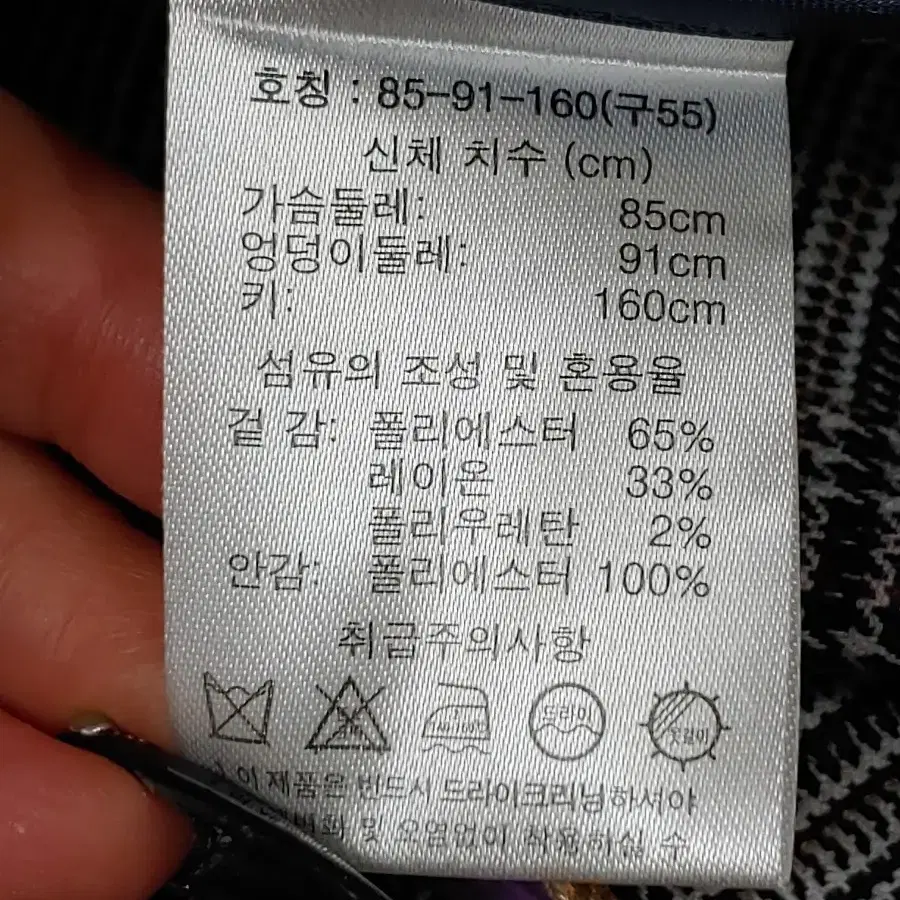 호칭 : 85-91-160(구55)
신체 치수 (cm)
가슴둘레: 85cm
엉덩이둘레: 91cm
키: 160cm
섬유의 조성 및 혼용율
겉 감: 폴리에스터 65%
레이온 33%
폴리우레탄 2%
안감: 폴리에스터 100%
취급주의사항
드라이 옷걸이
이 제품은 반드시 드라이크리닝하셔야
및 오염없이 착용하실 수